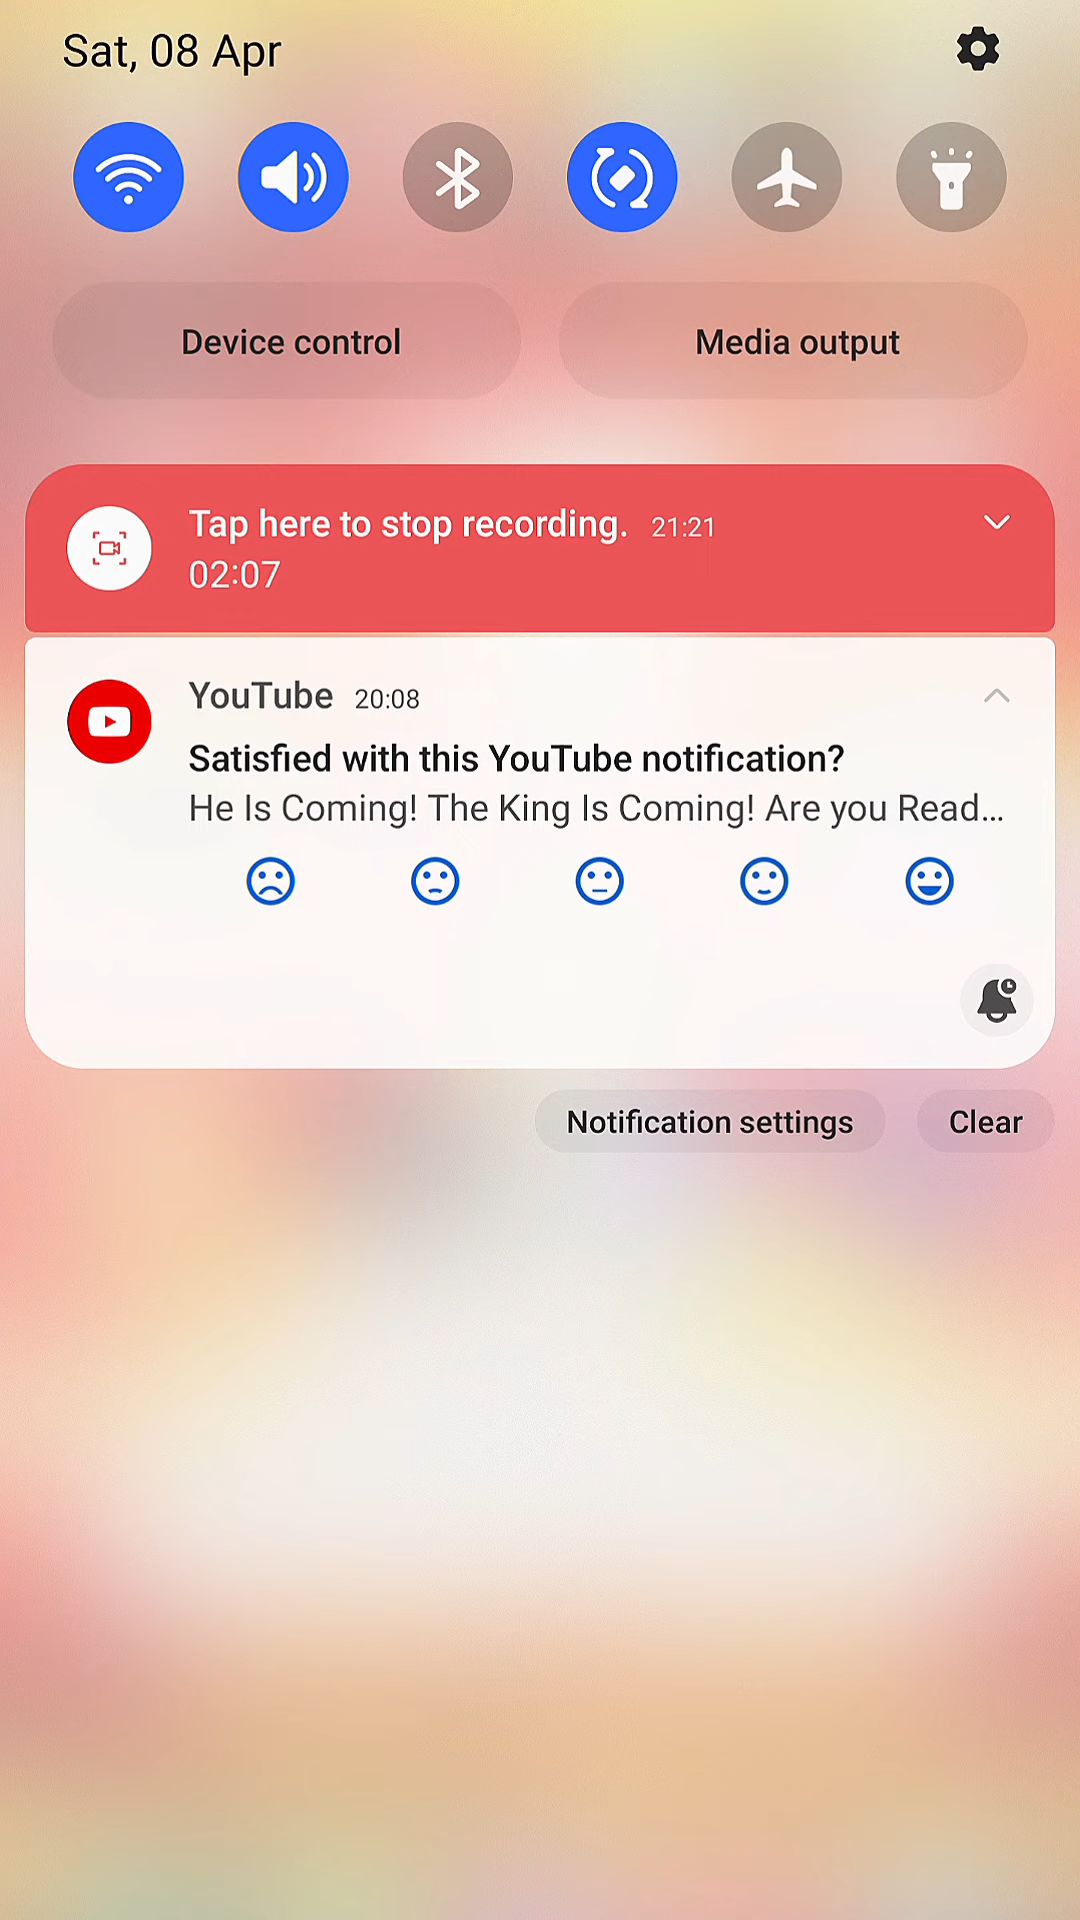 Sat, 08 Apr
Device control
Media output
Tap here to stop recording. 21:21
02:07
YouTube 20:08
Satisfied with this YouTube notification?
He Is Coming! The King Is Coming! Are you Read...
Notification settings
Clear